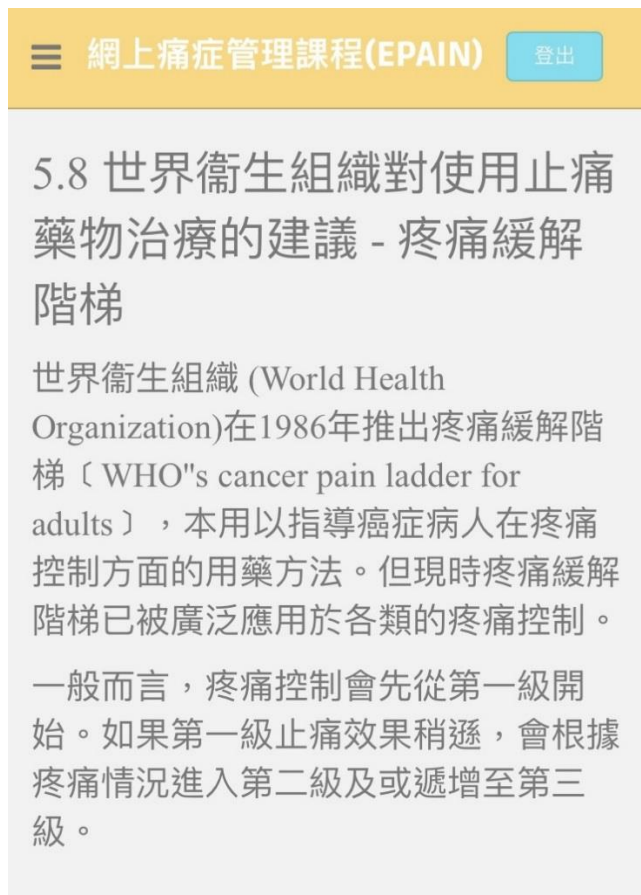 網上痛症管理課程(EPAIN)
登出
5.8 世界衞生組織對使用止痛
藥物治療的建議 - 疼痛緩解
階梯
世界衞生組織 (World Health
Organization)在1986年推出疼痛緩解階
梯﹝WHO"s cancer pain ladder for
adults﹞，本用以指導癌症病人在疼痛
控制方面的用藥方法。但現時疼痛緩解
階梯已被廣泛應用於各類的疼痛控制。
一般而言，疼痛控制會先從第一級開
始。如果第一級止痛效果稍遜，會根據
疼痛情況進入第二級及或遞增至第三
級。